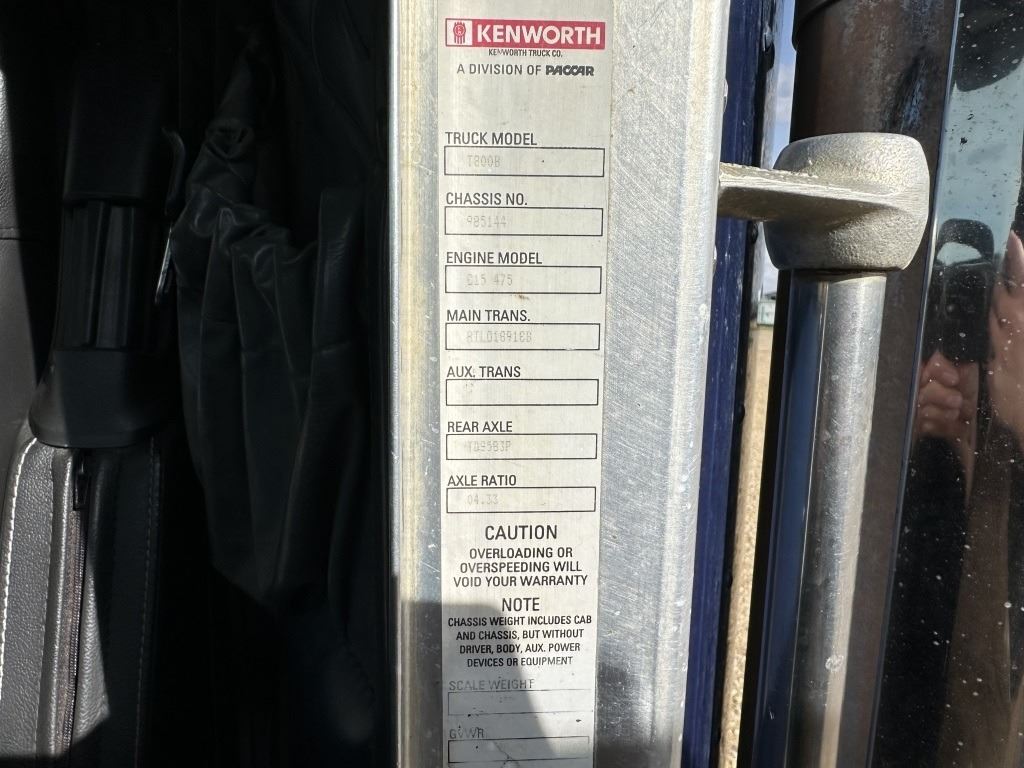 KENWORTH
KENWORTH TRUCK CO.
A DIVISION OF PACCAR
TRUCK MODEL
T800B
CHASSIS NO.
985144
ENGINE MODEL
C15 475
MAIN TRANS.
RTLO18918B
AUX. TRANS
REAR AXLE
AXLE RATIO
04.33
CAUTION
OVERLOADING OR
OVERSPEEDING WILL
VOID YOUR WARRANTY
NOTE
CHASSIS WEIGHT INCLUDES CAB
AND CHASSIS, BUT WITHOUT
DRIVER, BODY, AUX. POWER
DEVICES OR EQUIPMENT
SCALE WEIGHT
GVWR